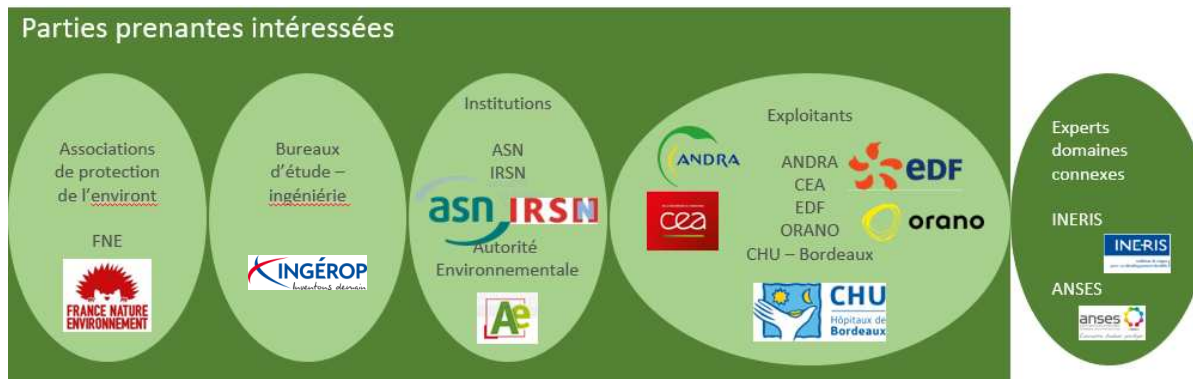 Parties prenantes intéressées
Associations
de protection
de l'environt
FNE
FRANCE NATURE
ENVIRONNEMENT
Bureaux
d'étude –
ingéniérie
INGÉROP
Inventons demain
Institutions
ASN
IRSN
asn IRSN
Autorité
Environnementale
Ae
Exploitants
ANDRA
CEA
EDF
ORANO
CHU – Bordeaux
ANDRA
cea
eDF
orano
CHU
Hôpitaux de
Bordeaux
Experts
domaines
connexes
INERIS
INERIS
ANSES
anses